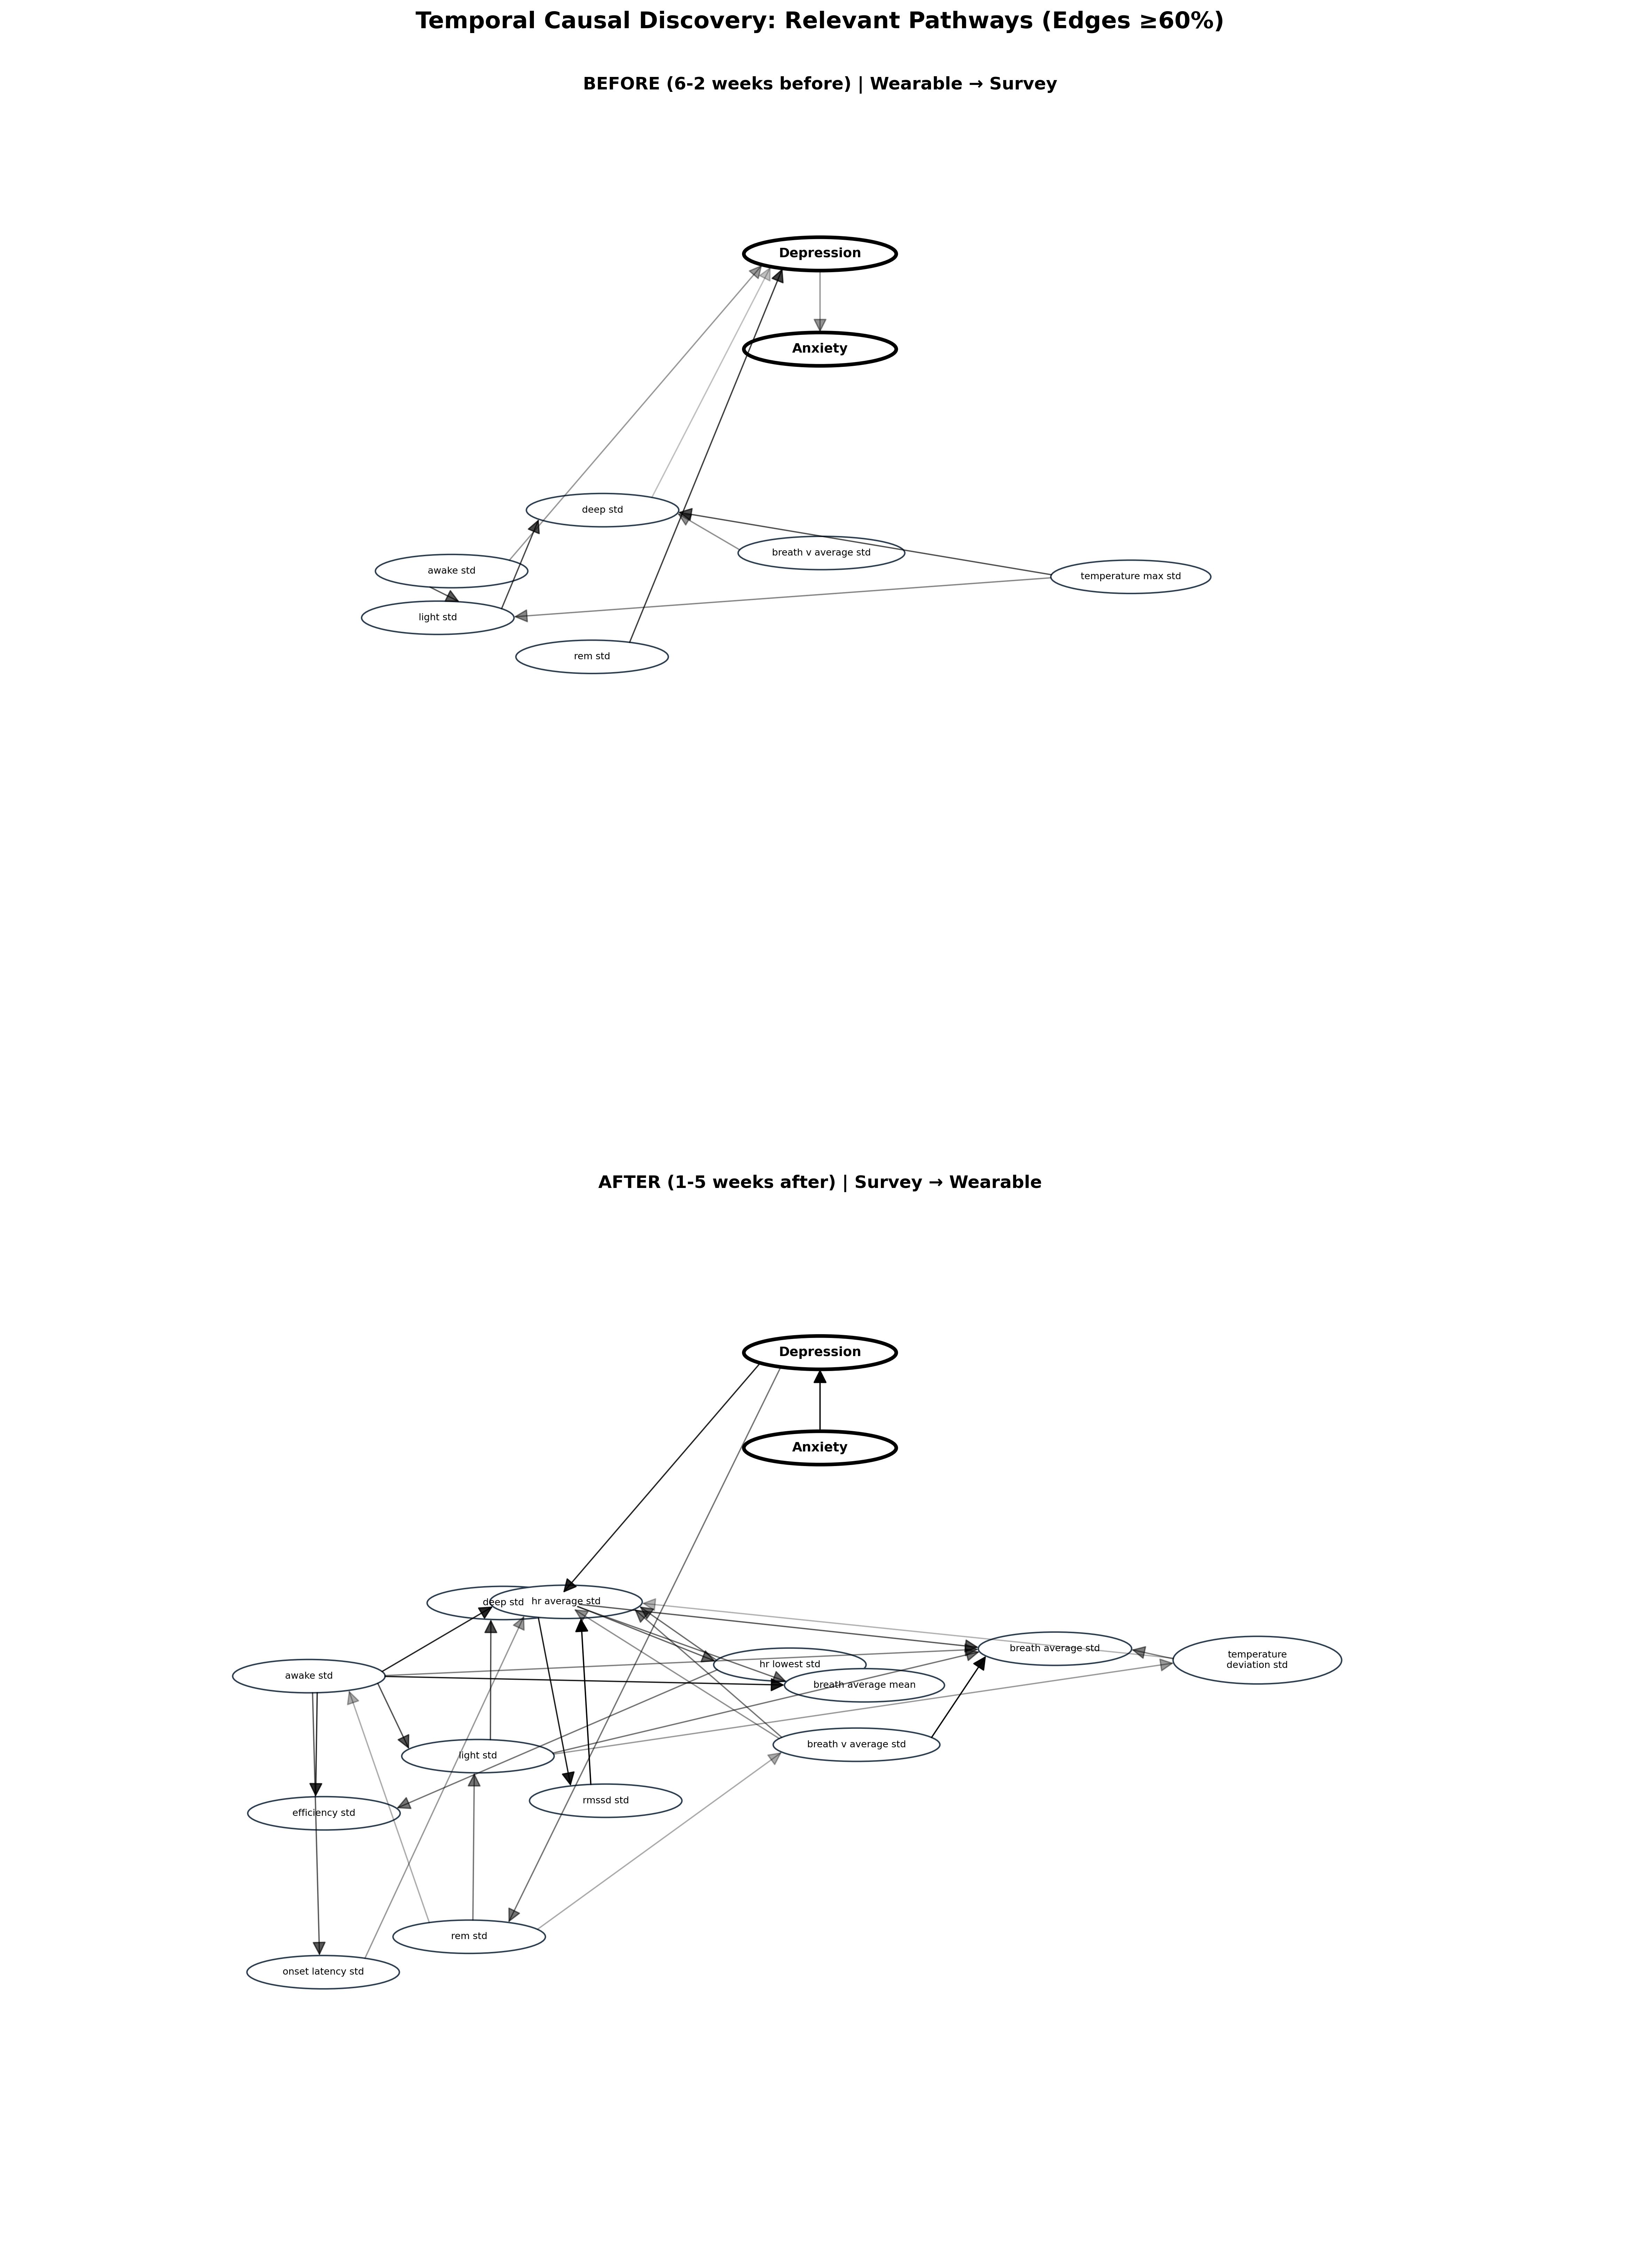 Temporal Causal Discovery: Relevant Pathways (Edges ≥60%)
BEFORE (6-2 weeks before) | Wearable → Survey
Depression
Anxiety
deep std
breath v average std
awake std
temperature max std
light std
rem std
AFTER (1-5 weeks after) | Survey → Wearable
Depression
Anxiety
deep std
hr average std
breath average std
temperature
deviation std
hr lowest std
awake std
breath average mean
breath v average std
light std
rmssd std
efficiency std
rem std
onset latency std